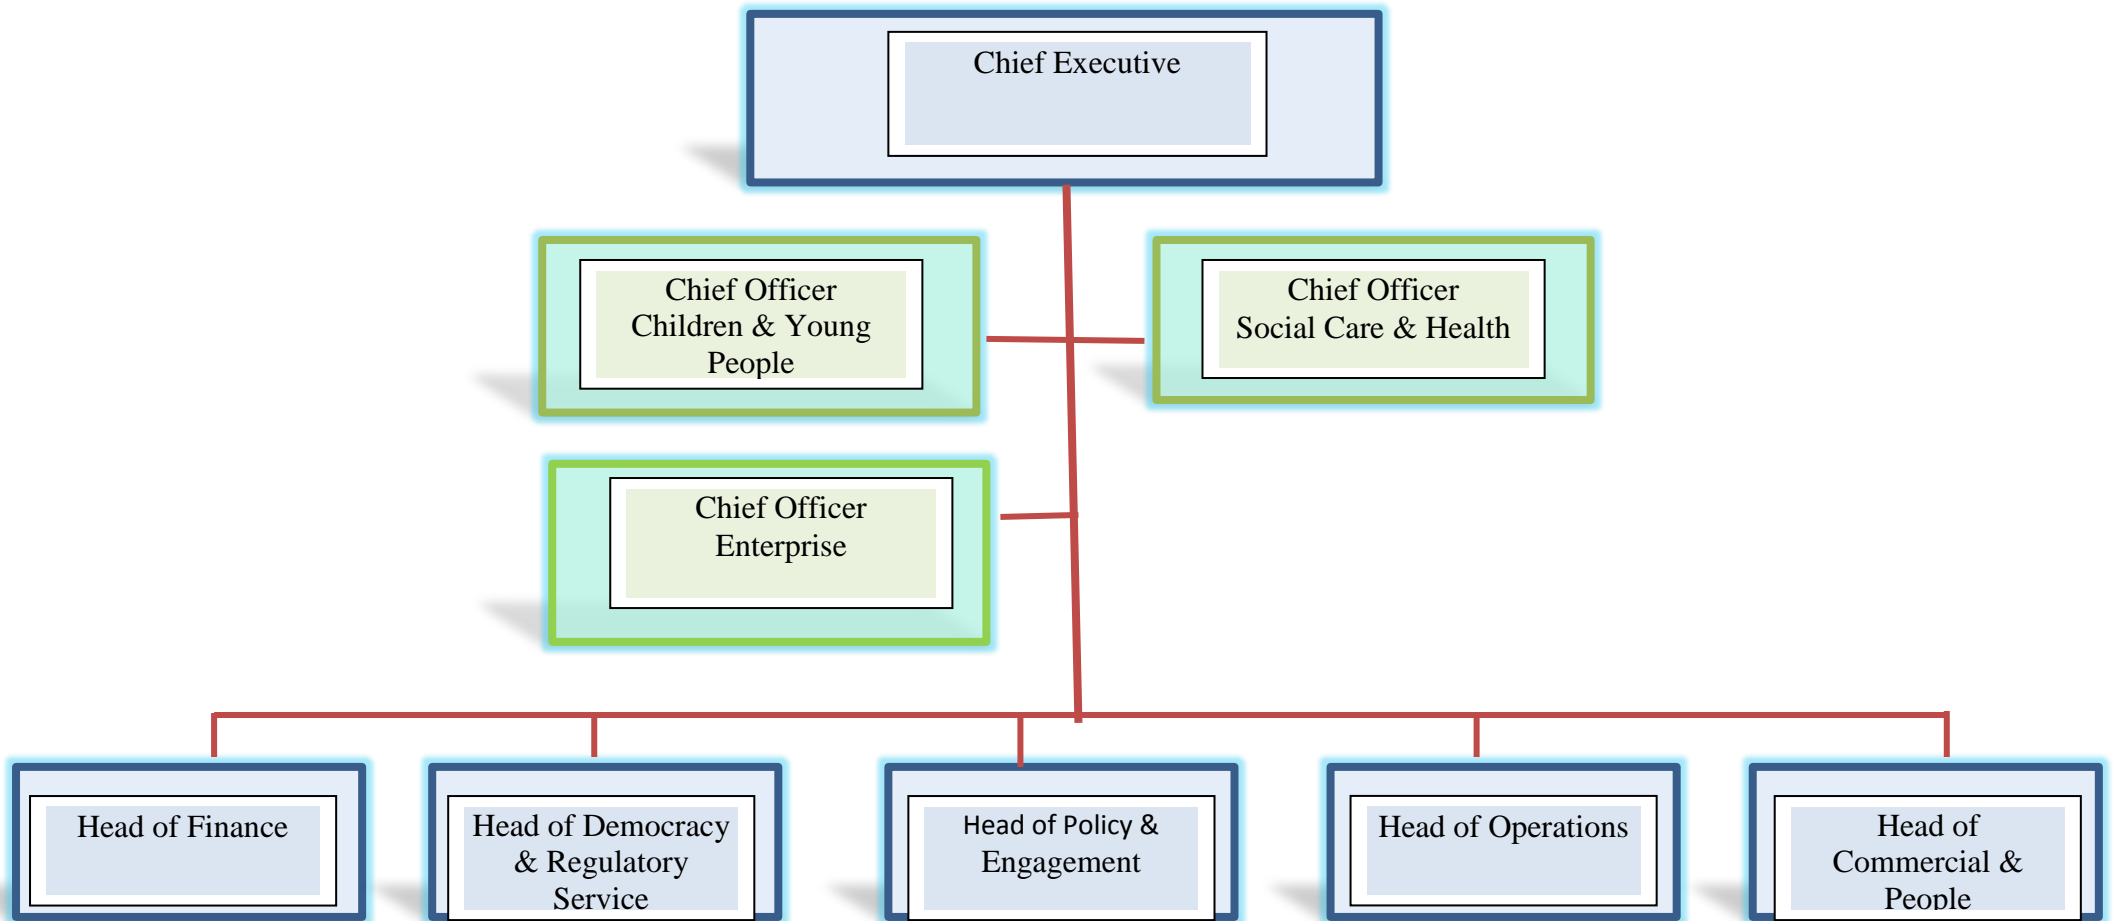 Chief Executive
Chief Officer
Children & Young
People
Chief Officer
Social Care & Health
Chief Officer
Enterprise
Head of Finance
Head of Democracy
& Regulatory
Service
Head of Policy &
Engagement
Head of Operations
Head of
Commercial &
People